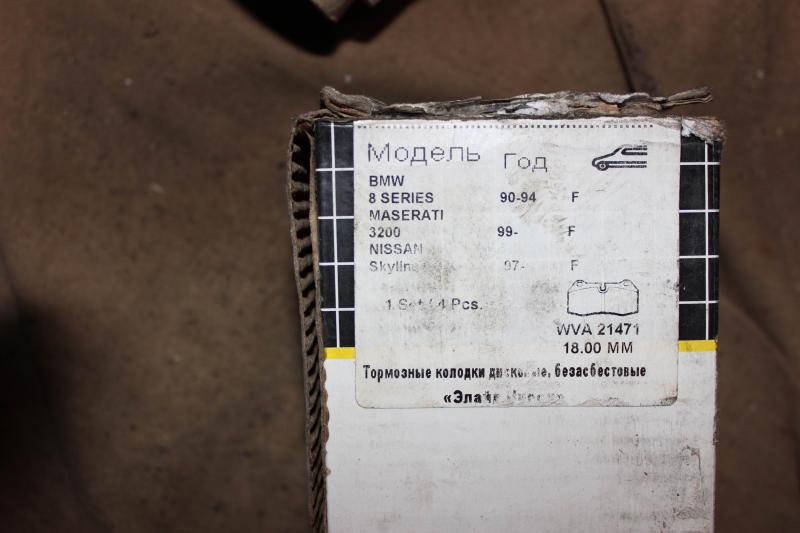 Модель Год
BMW
8 SERIES 90-94 F
MASERATI
3200 99- F
NISSAN
Skyline 97- F
1 Set / 4 Pcs.
WVA 21471
18.00 MM
Тормозные колодки дисковые, безасбестовые